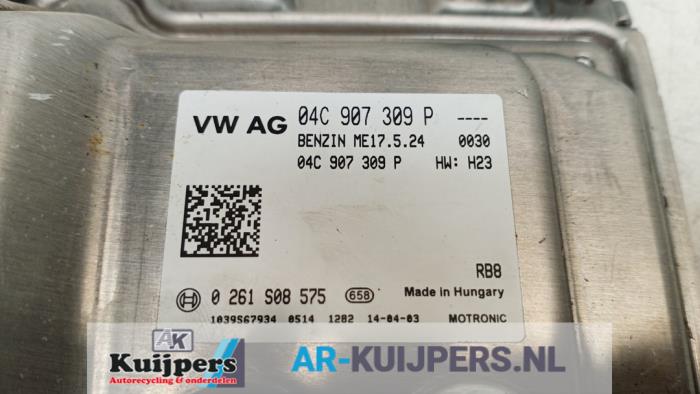 VW AG 04C 907 309 P ----
BENZIN ME17.5.24 0030
04C 907 309 P HW: H23
RB8
0 261 S08 575 658 Made in Hungary
1039S67934 0514 1282 14-04-03 MOTRONIC
AK
Kuijpers
Autorecycling & onderdelen
AR-KUIJPERS.NL